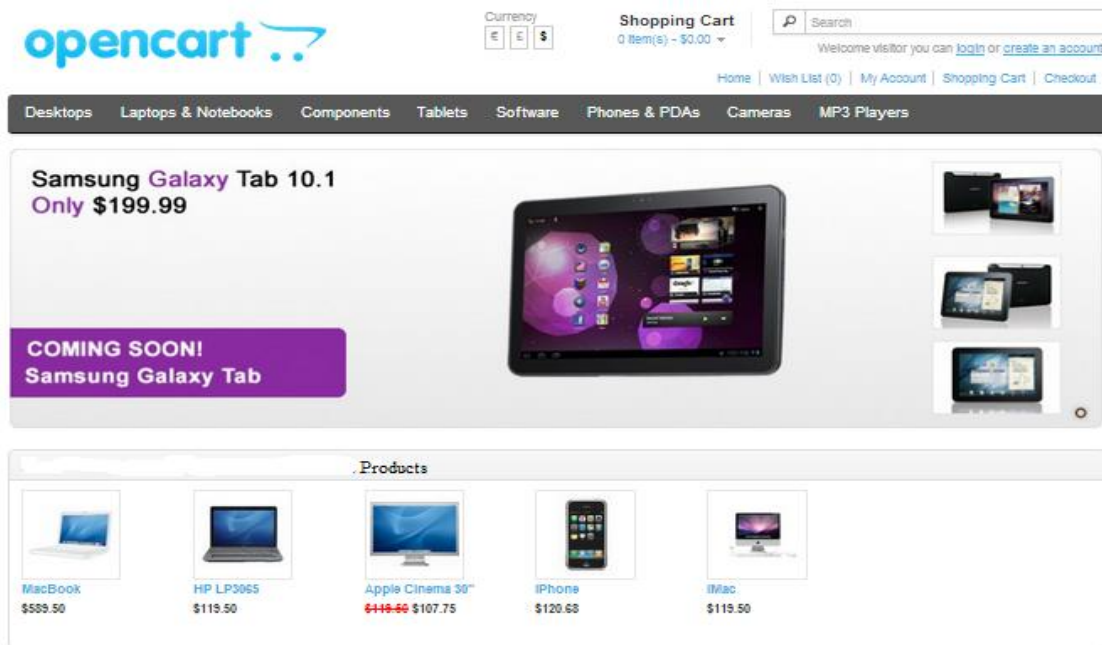 opencart
Currency
€ £ $
Shopping Cart
0 item(s) - $0.00
Search
Welcome visitor you can login or create an account
Home | Wish List (0) | My Account | Shopping Cart | Checkout
Desktops Laptops & Notebooks Components Tablets Software Phones & PDAs Cameras MP3 Players
Samsung Galaxy Tab 10.1
Only $199.99
COMING SOON!
Samsung Galaxy Tab
Products
MacBook HP LP3065 Apple Cinema 30" iPhone iMac
$589.50 $119.50 $119.50 $107.75 $120.68 $119.50